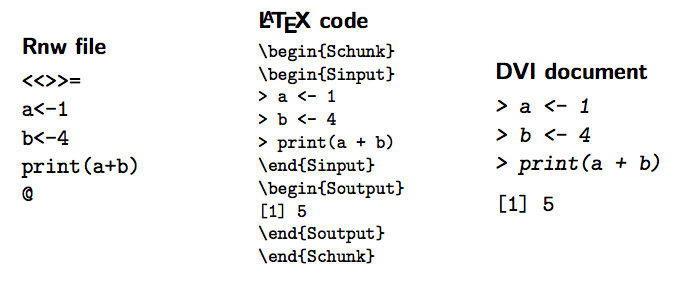 Rnw file
<<>>=
a<-1
b<-4
print(a+b)
@
LATEX code
\begin{Schunk}
\begin{Sinput}
> a <- 1
> b <- 4
> print(a + b)
\end{Sinput}
\begin{Soutput}
[1] 5
\end{Soutput}
\end{Schunk}
DVI document
> a <- 1
> b <- 4
> print(a + b)
[1] 5